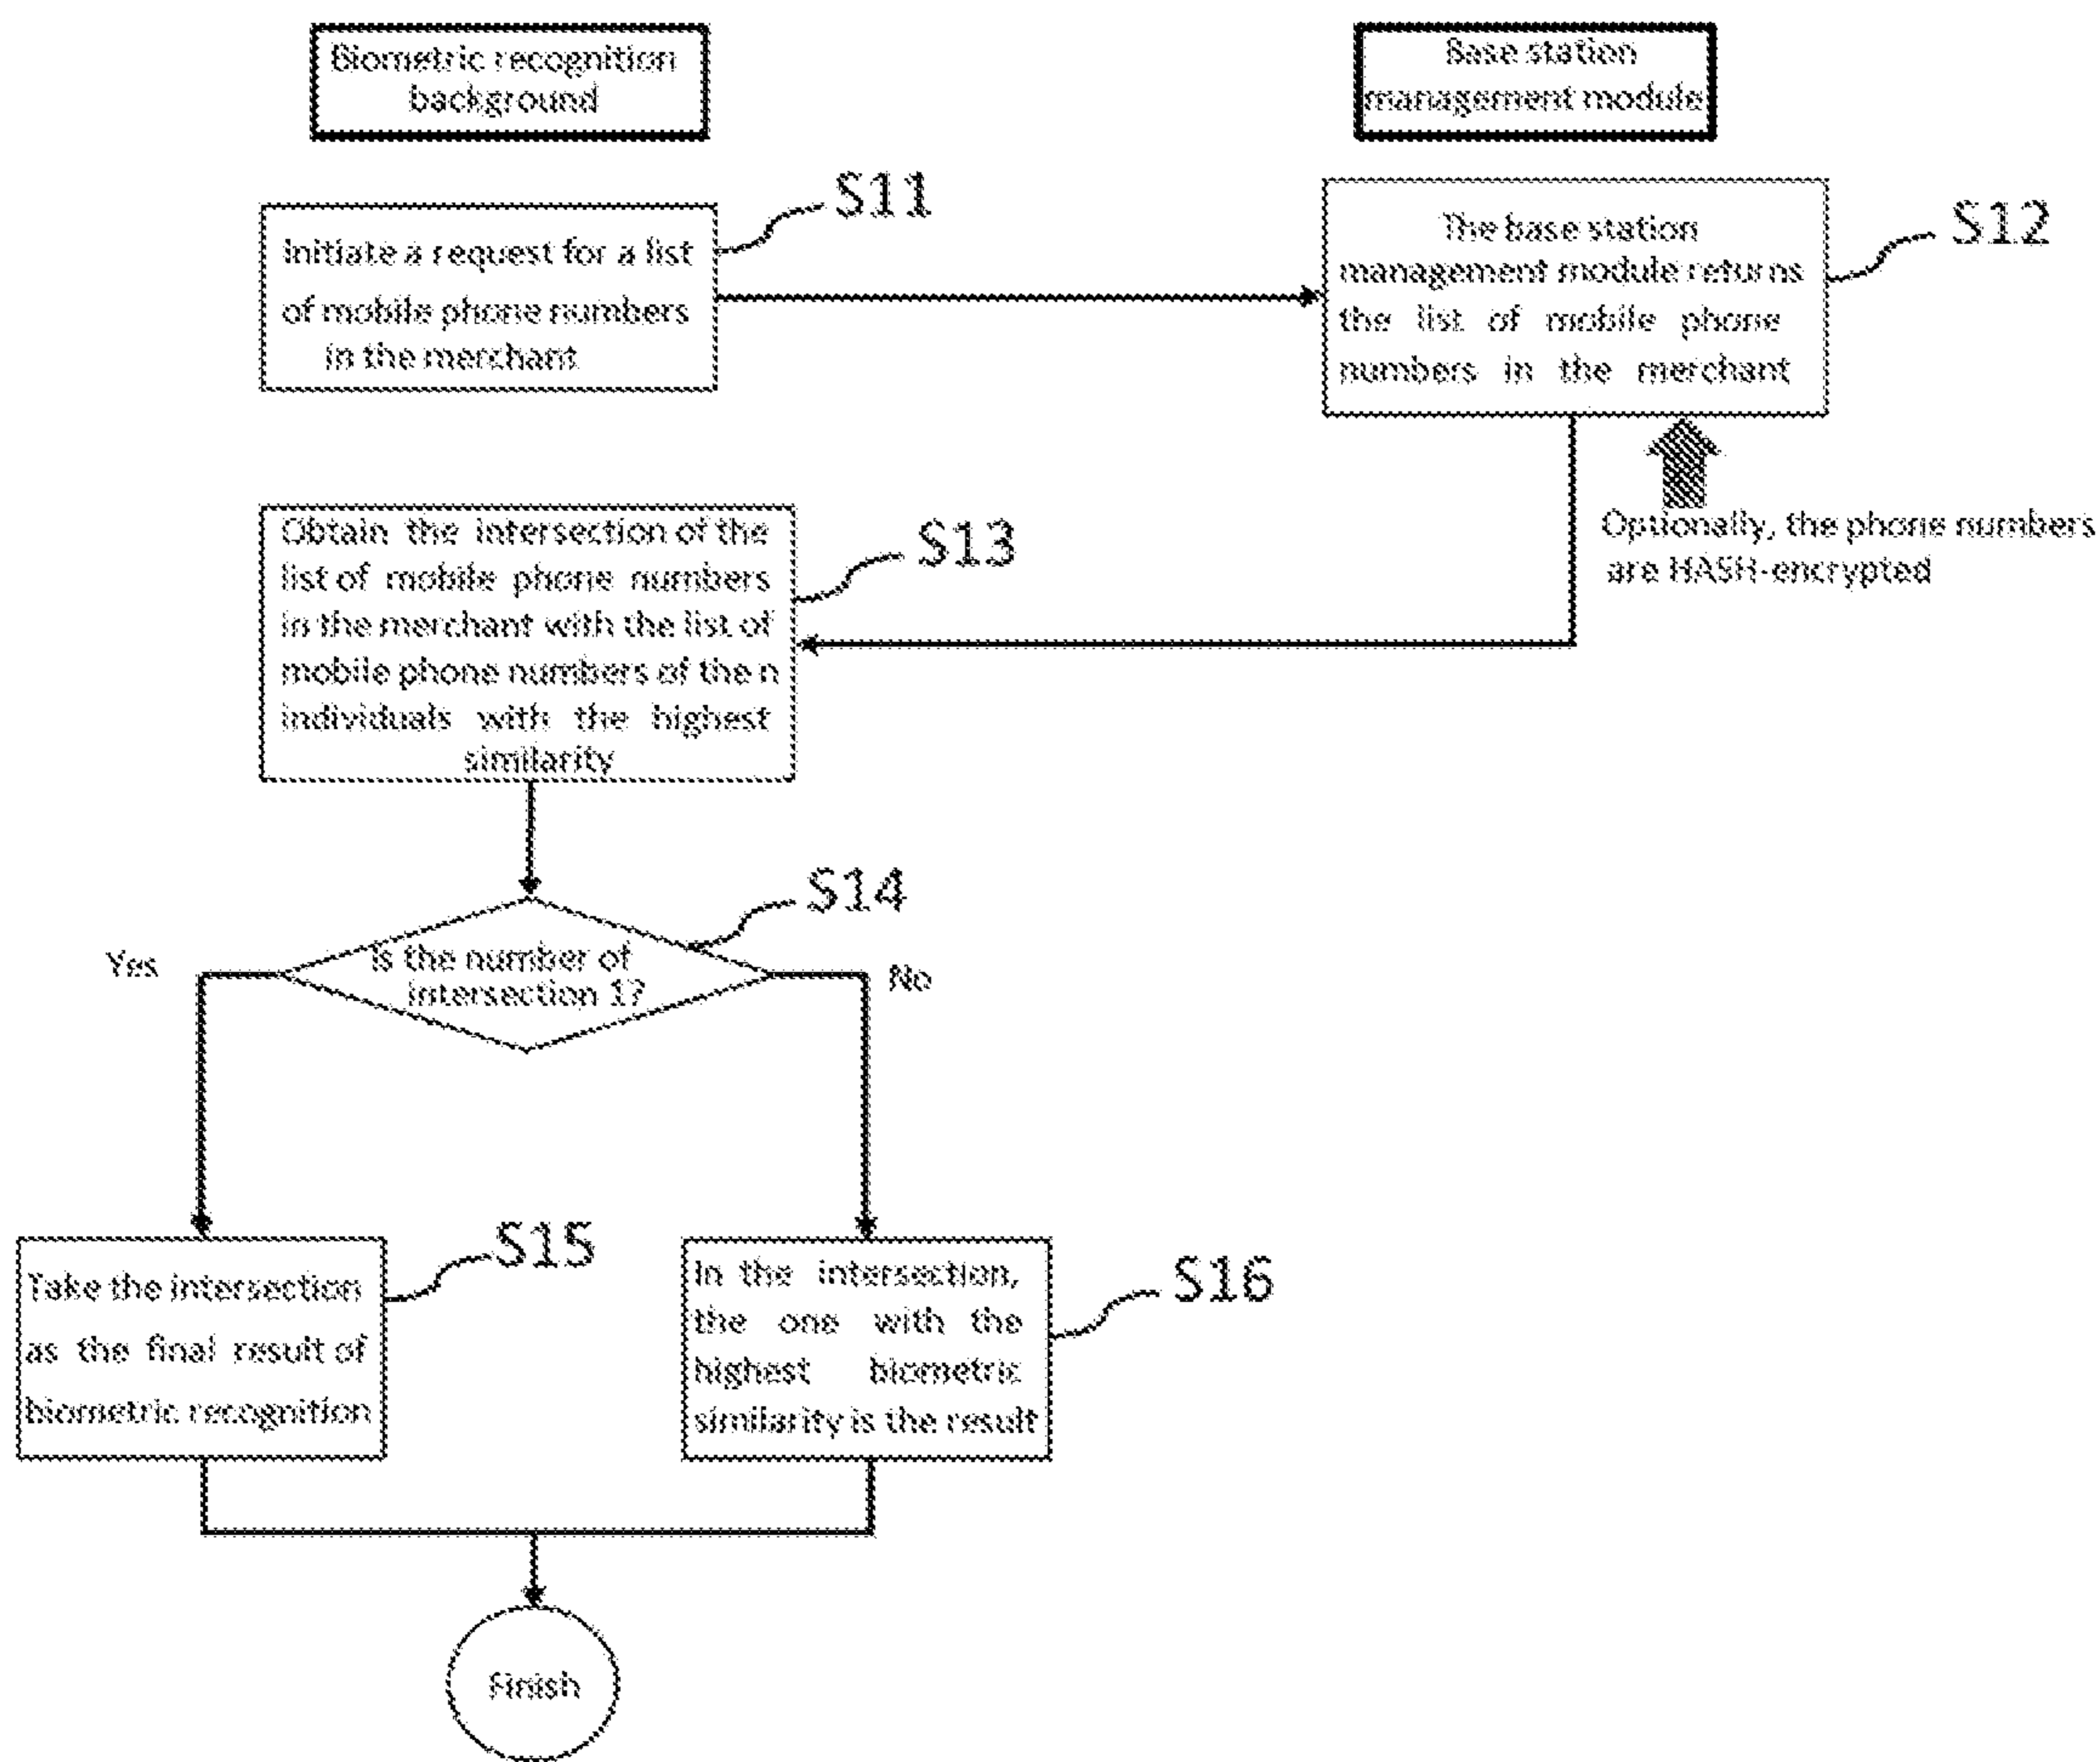 Biometric recognition
background
Base station
management module
S11
Initiate a request for a list
of mobile phone numbers
in the merchant
S12
The base station
management module returns
the list of mobile phone
numbers in the merchant
Optionally, the phone numbers
are HASH-encrypted
S13
Obtain the intersection of the
list of mobile phone numbers
in the merchant with the list of
mobile phone numbers of the n
individuals with the highest
similarity
S14
Is the number of
intersection 1?
Yes
No
S15
Take the intersection
as the final result of
biometric recognition
S16
In the intersection,
the one with the
highest biometric
similarity is the result
Finish